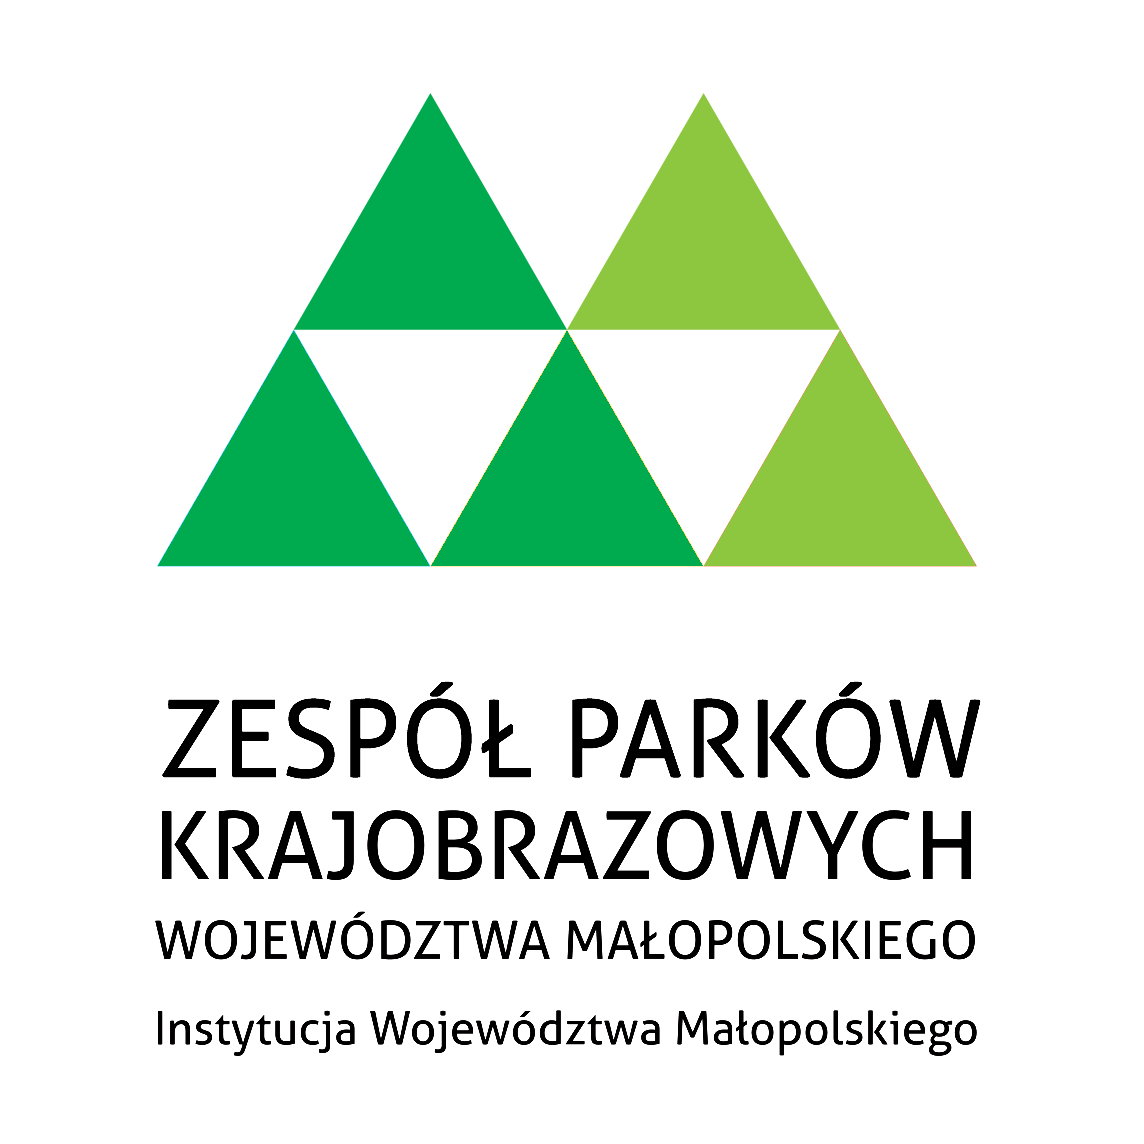 ZESPÓŁ PARKÓW
KRAJOBRAZOWYCH
WOJEWÓDZTWA MAŁOPOLSKIEGO
Instytucja Województwa Małopolskiego